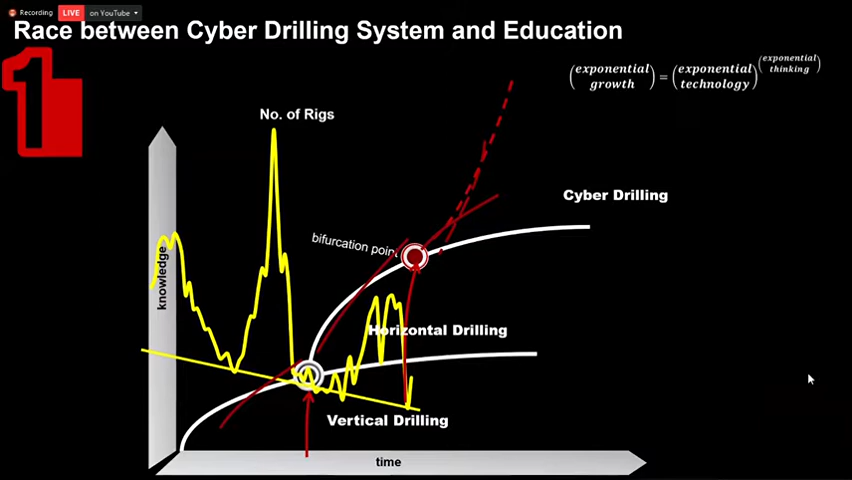 Recording LIVE on YouTube
Race between Cyber Drilling System and Education
1
(exponential growth) = (exponential technology)^(exponential thinking)
No. of Rigs
Cyber Drilling
bifurcation point
knowledge
Horizontal Drilling
Vertical Drilling
time